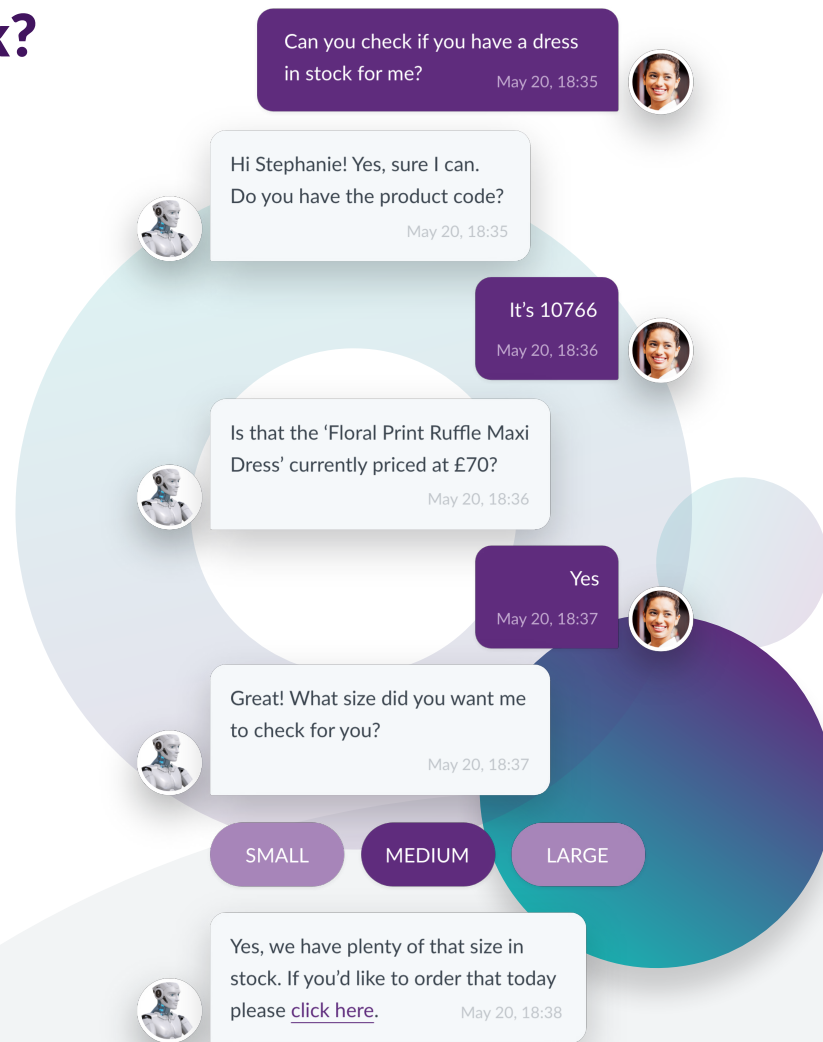 k?
Can you check if you have a dress
in stock for me?
May 20, 18:35
Hi Stephanie! Yes, sure I can.
Do you have the product code?
May 20, 18:35
It’s 10766
May 20, 18:36
Is that the ‘Floral Print Ruffle Maxi
Dress’ currently priced at £70?
May 20, 18:36
Yes
May 20, 18:37
Great! What size did you want me
to check for you?
May 20, 18:37
SMALL MEDIUM LARGE
Yes, we have plenty of that size in
stock. If you’d like to order that today
please click here. May 20, 18:38